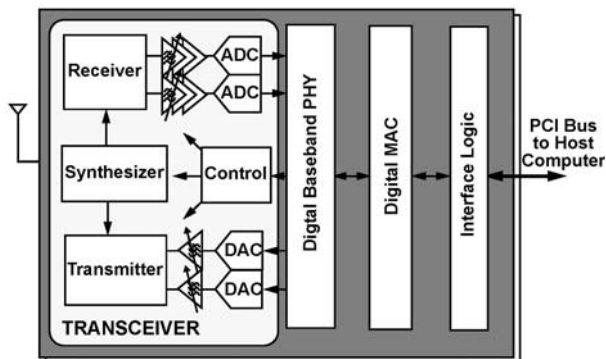 Receiver
ADC
ADC
Synthesizer
Control
Transmitter
DAC
DAC
TRANSCEIVER
Digtal Baseband PHY
Digital MAC
Interface Logic
PCI Bus
to Host
Computer